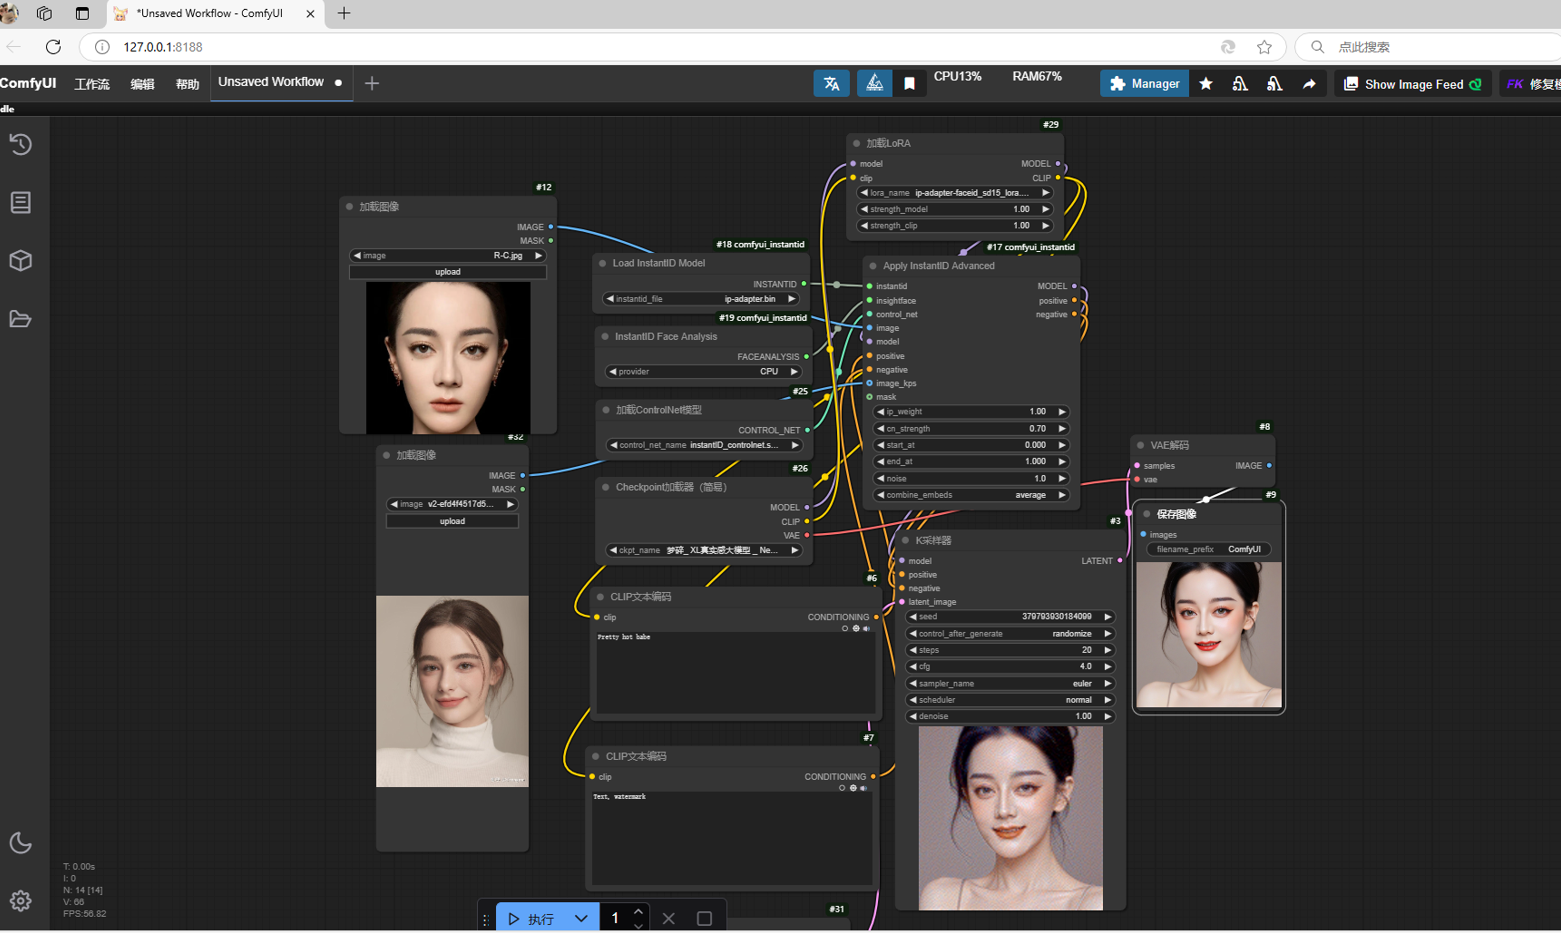 *Unsaved Workflow - ComfyUI
127.0.0.1:8188
点此搜索
ComfyUI 工作流 编辑 帮助 Unsaved Workflow
CPU13% RAM67%
Manager
Show Image Feed
FK
dle
#12
加载图像
IMAGE
MASK
image R-C.jpg
upload
#32
加载图像
IMAGE
MASK
image v2-efd4f4517d5...
upload
#18 comfyui_instantid
Load InstantID Model
INSTANTID
instantid_file ip-adapter.bin
#19 comfyui_instantid
InstantID Face Analysis
FACEANALYSIS
provider CPU
#25
加载ControlNet模型
CONTROL_NET
control_net_name instantID_controlnet.s...
#26
Checkpoint加载器（简易）
MODEL
CLIP
VAE
ckpt_name 梦碎_ XL真实感大模型 _ Ne...
#6
CLIP文本编码
clip CONDITIONING
Pretty hot babe
#7
CLIP文本编码
clip CONDITIONING
Text, watermark
#29
加载LoRA
model MODEL
clip CLIP
lora_name ip-adapter-faceid_sd15_lora....
strength_model 1.00
strength_clip 1.00
#17 comfyui_instantid
Apply InstantID Advanced
instantid MODEL
insightface positive
control_net negative
image
model
positive
negative
image_kps
mask
ip_weight 1.00
cn_strength 0.70
start_at 0.000
end_at 1.000
noise 1.0
combine_embeds average
#3
K采样器
model LATENT
positive
negative
latent_image
seed 379793930184099
control_after_generate randomize
steps 20
cfg 4.0
sampler_name euler
scheduler normal
denoise 1.00
#8
VAE解码
samples IMAGE
vae
#9
保存图像
images
filename_prefix ComfyUI
T: 0.00s
I: 0
N: 14 [14]
V: 66
FPS:56.82
执行 1
#31